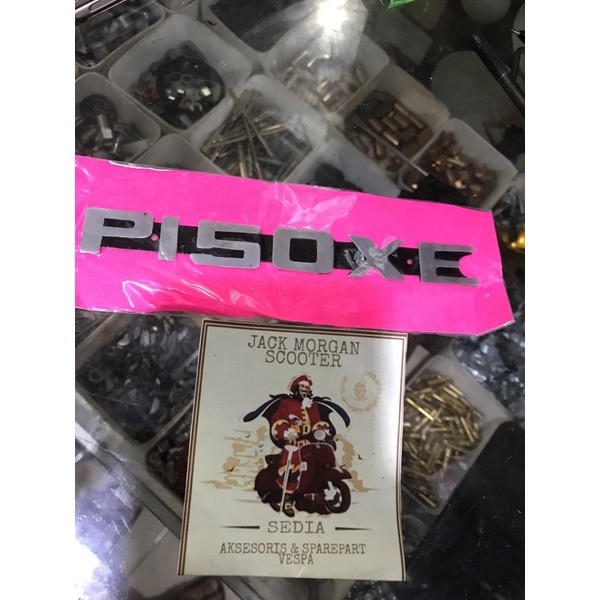 P150X.E
JACK MORGAN
SCOOTER
SEDIA
AKSESORIS & SPAREPART
VESPA